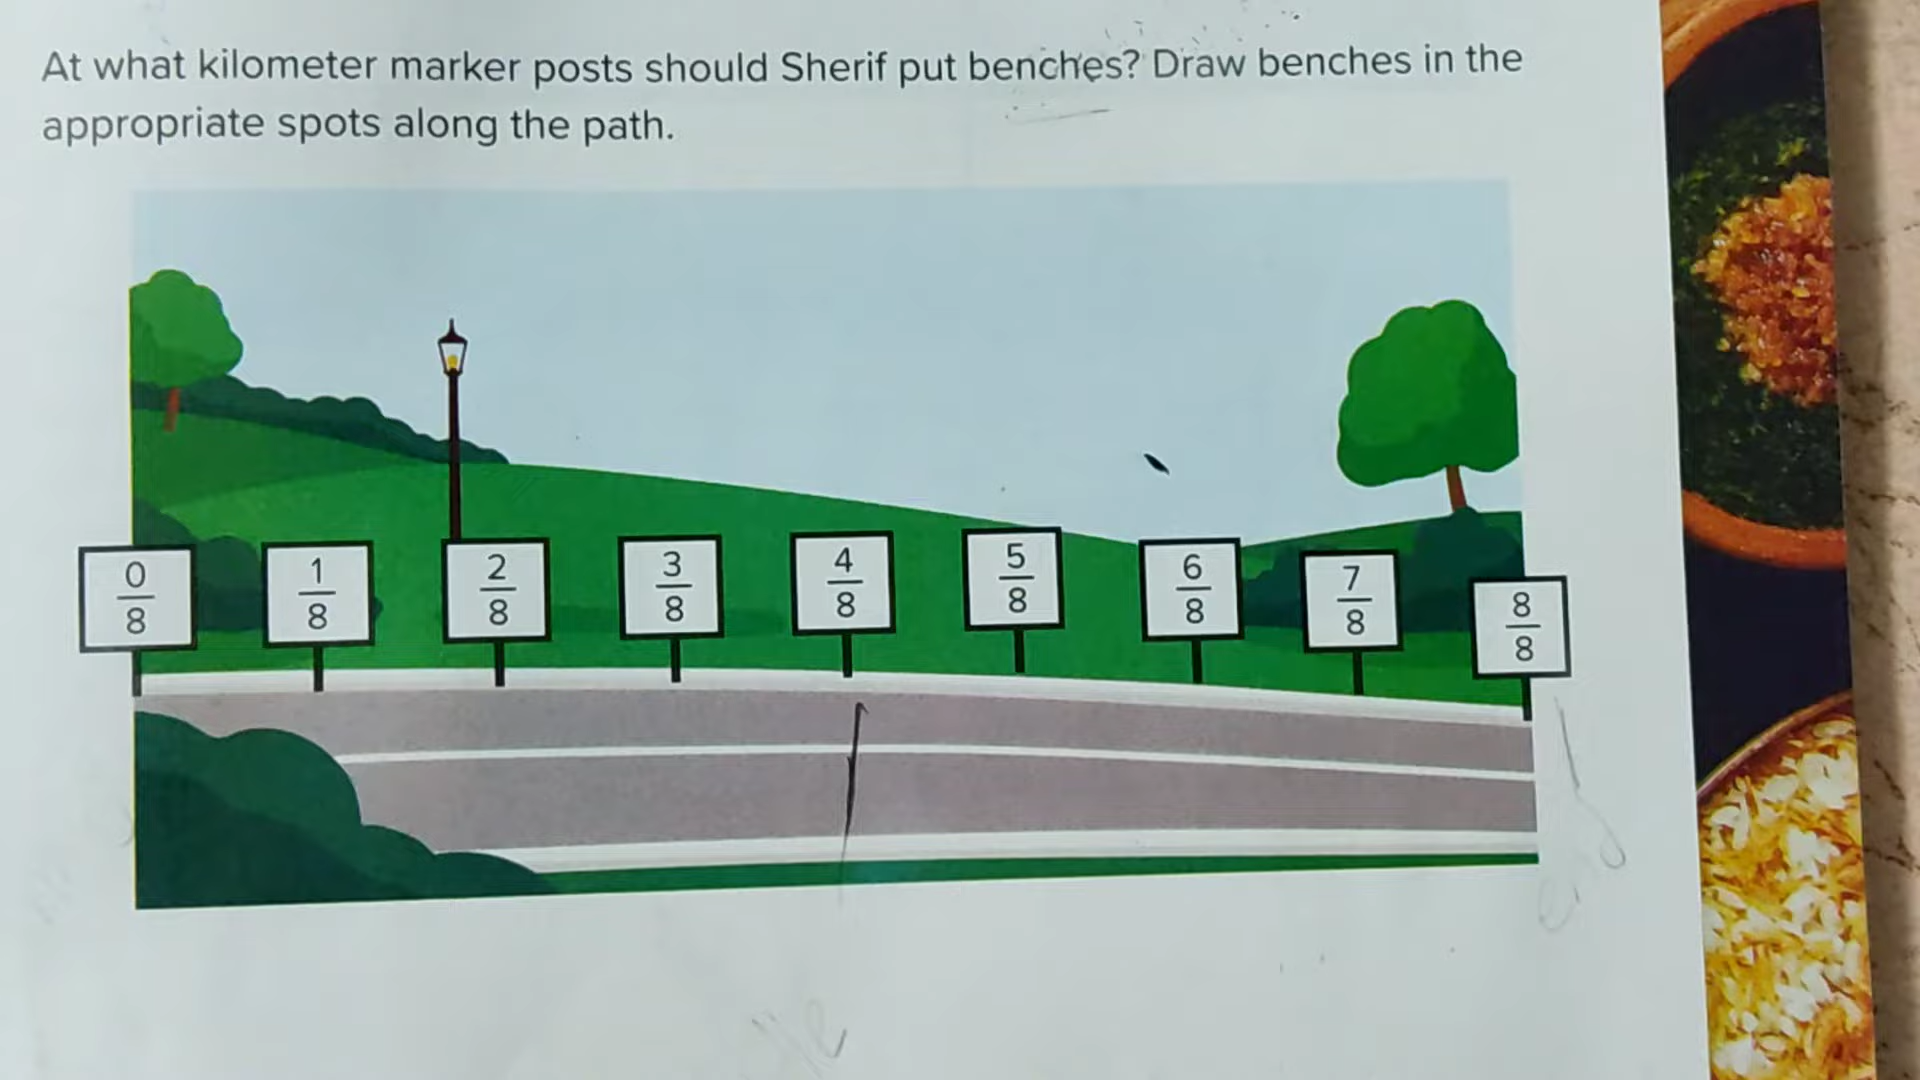 At what kilometer marker posts should Sherif put benches? Draw benches in the
appropriate spots along the path.
0/8 1/8 2/8 3/8 4/8 5/8 6/8 7/8 8/8
end